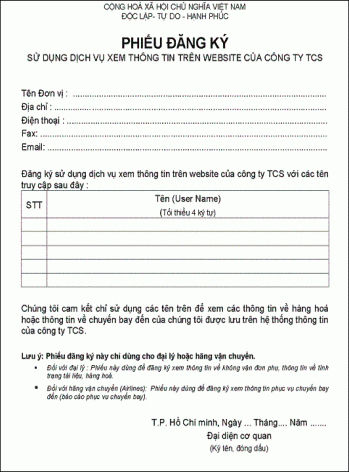 CỘNG HOÀ XÃ HỘI CHỦ NGHĨA VIỆT NAM
ĐỘC LẬP- TỰ DO - HẠNH PHÚC
PHIẾU ĐĂNG KÝ
SỬ DỤNG DỊCH VỤ XEM THÔNG TIN TRÊN WEBSITE CỦA CÔNG TY TCS
Tên Đơn vị :
Địa chỉ :
Điện thoại :
Fax:
Email:
Đăng ký sử dụng dịch vụ xem thông tin trên website của công ty TCS với các tên
truy cập sau đây :
STT
Tên (User Name)
(Tối thiểu 4 ký tự)
Chúng tôi cam kết chỉ sử dụng các tên trên để xem các thông tin về hàng hoá
hoặc thông tin về chuyến bay đến của chúng tôi được lưu trên hệ thống thông tin
của công ty TCS.
Lưu ý: Phiếu đăng ký này chỉ dùng cho đại lý hoặc hãng vận chuyển.
• Đối với đại lý : Phiếu này dùng để đăng ký xem thông tin về không vận đơn phụ, thông tin về tình
trạng tài liệu, hàng hoá.
• Đối với hãng vận chuyển (Airlines): Phiếu này dùng để đăng ký xem thông tin phục vụ chuyến bay
đến (báo cáo phục vụ chuyến bay).
T.P. Hồ Chí minh, Ngày ... Tháng.... Năm .......
Đại diện cơ quan
(Ký tên, đóng dấu)